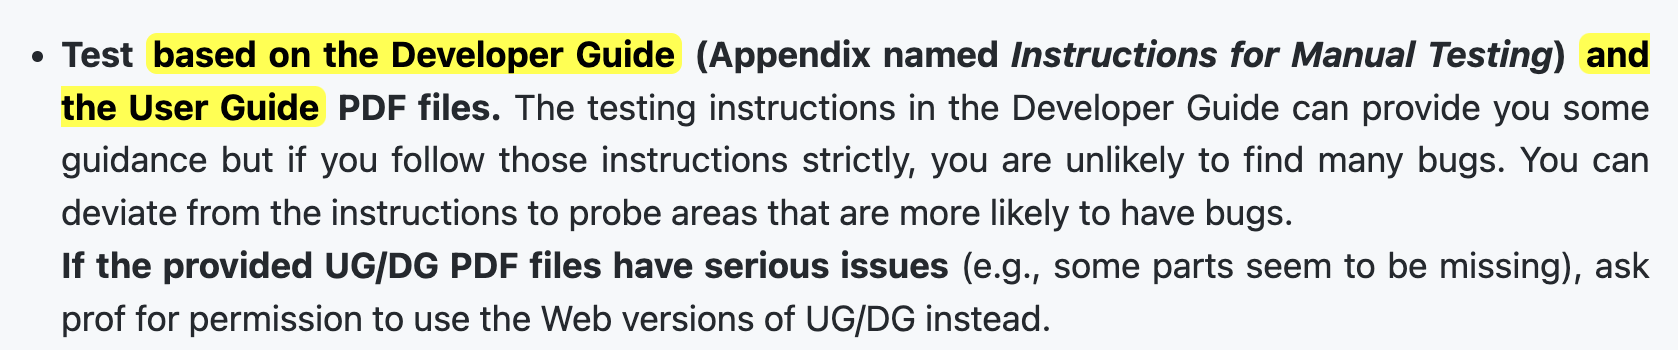 • Test based on the Developer Guide (Appendix named Instructions for Manual Testing) and
the User Guide PDF files. The testing instructions in the Developer Guide can provide you some
guidance but if you follow those instructions strictly, you are unlikely to find many bugs. You can
deviate from the instructions to probe areas that are more likely to have bugs.
If the provided UG/DG PDF files have serious issues (e.g., some parts seem to be missing), ask
prof for permission to use the Web versions of UG/DG instead.